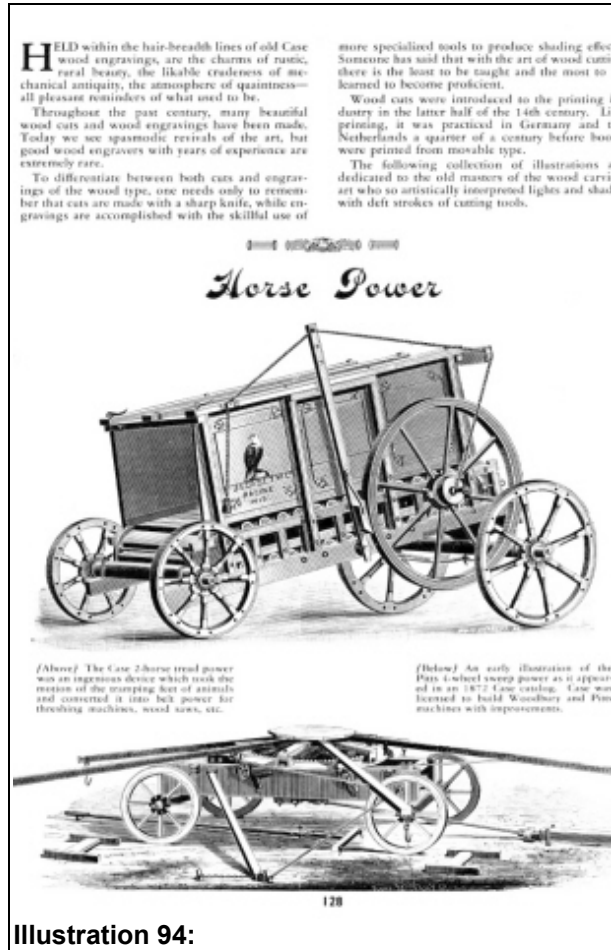 HELD within the hair-breadth lines of old Case
wood engravings, are the charms of rustic,
rural beauty, the likable crudeness of me-
chanical antiquity, the atmosphere of quaintness—
all pleasant reminders of what used to be.
Throughout the past century, many beautiful
wood cuts and wood engravings have been made.
Today we see spasmodic revivals of the art, but
good wood engravers with years of experience are
extremely rare.
To differentiate between both cuts and engrav-
ings of the wood type, one needs only to remem-
ber that cuts are made with a sharp knife, while en-
gravings are accomplished with the skillful use of
more specialized tools to produce shading effe
Someone has said that with the art of wood cutti
there is the least to be taught and the most to
learned to become proficient.
Wood cuts were introduced to the printing i
dustry in the latter half of the 14th century. Li
printing, it was practiced in Germany and t
Netherlands a quarter of a century before boo
were printed from movable type.
The following collection of illustrations a
dedicated to the old masters of the wood carvi
art who so artistically interpreted lights and shad
with deft strokes of cutting tools.
Horse Power
RACINE
WIS
(Above) The Case 2-horse tread power
was an ingenious device which took the
motion of the tramping feet of animals
and converted it into belt power for
threshing machines, wood saws, etc.
(Below) An early illustration of the
Pitts 4-wheel sweep power as it appear-
ed in an 1872 Case catalog. Case was
licensed to build Woodbury and Pitts
machines with improvements.
128
Illustration 94: